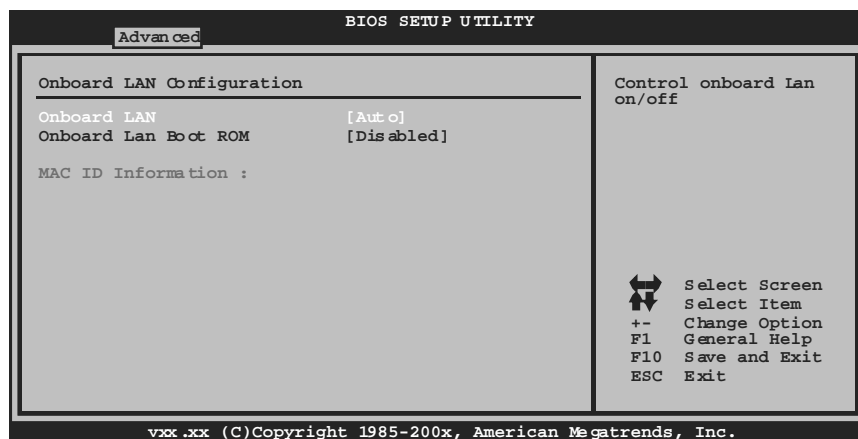 BIOS SETUP UTILITY
Advanced
Onboard LAN Configuration
Onboard LAN [Auto]
Onboard Lan Boot ROM [Disabled]
MAC ID Information :
Control onboard Lan
on/off
Select Screen
Select Item
+- Change Option
F1 General Help
F10 Save and Exit
ESC Exit
vxx.xx (C)Copyright 1985-200x, American Megatrends, Inc.